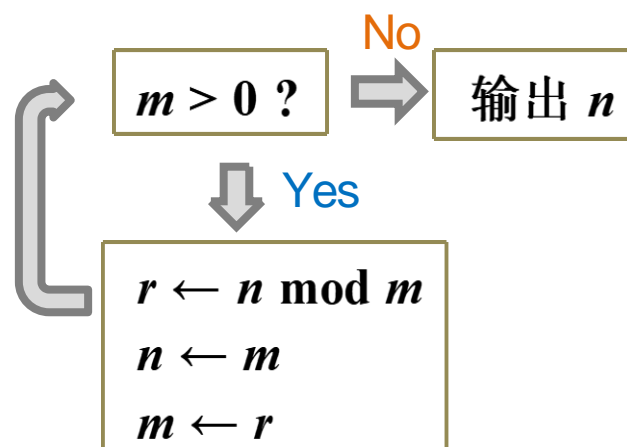 No
m > 0 ?
输出 n
Yes
r ← n mod m
n ← m
m ← r